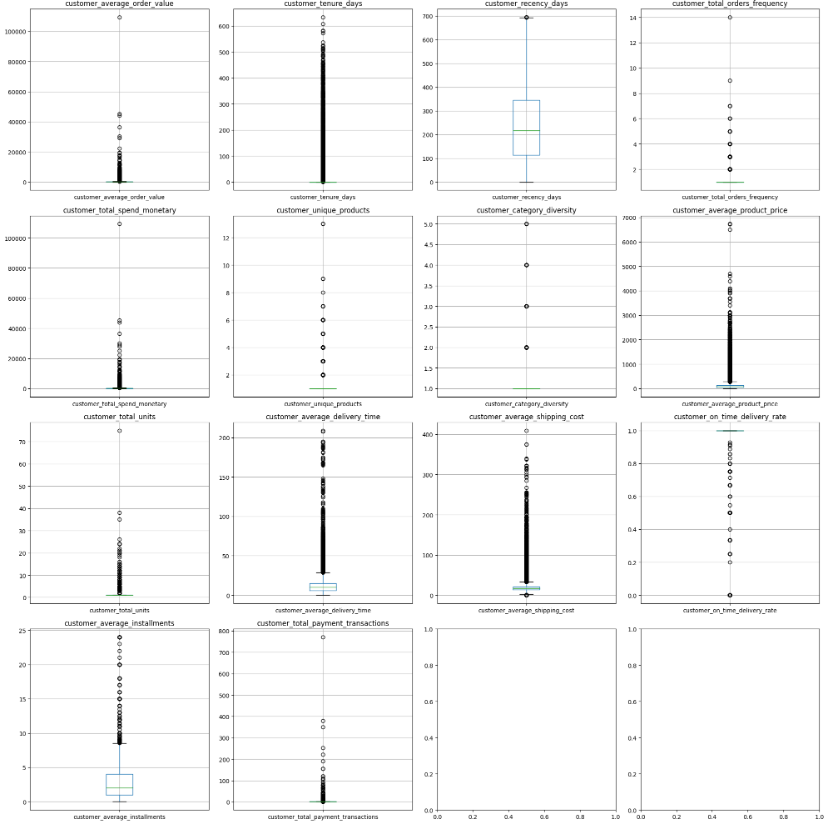 customer_average_order_value customer_tenure_days customer_recency_days customer_total_orders_frequency
100000 80000 60000 40000 20000 0
600 500 400 300 200 100 0
700 600 500 400 300 200 100 0
14 12 10 8 6 4 2
customer_average_order_value customer_tenure_days customer_recency_days customer_total_orders_frequency
customer_total_spend_monetary customer_unique_products customer_category_diversity customer_average_product_price
100000 80000 60000 40000 20000 0
12 10 8 6 4 2
5.0 4.5 4.0 3.5 3.0 2.5 2.0 1.5 1.0
7000 6000 5000 4000 3000 2000 1000 0
customer_total_spend_monetary customer_unique_products customer_category_diversity customer_average_product_price
customer_total_units customer_average_delivery_time customer_average_shipping_cost customer_on_time_delivery_rate
70 60 50 40 30 20 10 0
200 150 100 50 0
400 300 200 100 0
1.0 0.8 0.6 0.4 0.2 0.0
customer_total_units customer_average_delivery_time customer_average_shipping_cost customer_on_time_delivery_rate
customer_average_installments customer_total_payment_transactions
25 20 15 10 5 0
800 700 600 500 400 300 200 100 0
1.0 0.8 0.6 0.4 0.2 0.0
1.0 0.8 0.6 0.4 0.2 0.0
0.0 0.2 0.4 0.6 0.8 1.0 0.0 0.2 0.4 0.6 0.8 1.0
customer_average_installments customer_total_payment_transactions